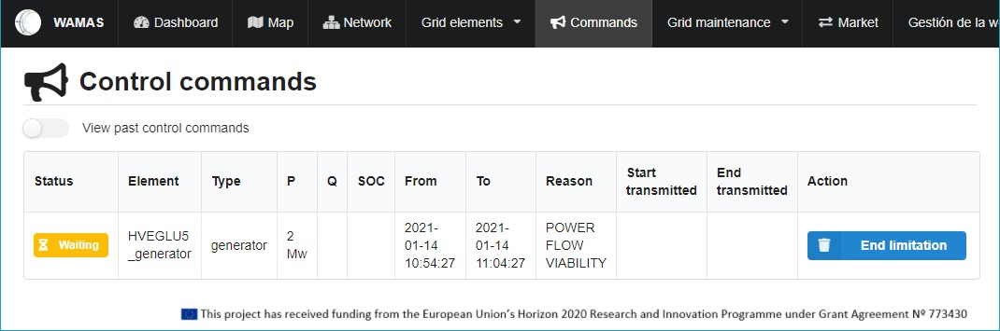 WAMAS Dashboard Map Network Grid elements Commands Grid maintenance Market Gestión de la
Control commands
View past control commands
Status Element Type P Q SOC From To Reason Start transmitted End transmitted Action
Waiting
HVEGLU5
_generator
generator
2
Mw
2021-
01-14
10:54:27
2021-
01-14
11:04:27
POWER
FLOW
VIABILITY
End limitation
This project has received funding from the European Union's Horizon 2020 Research and Innovation Programme under Grant Agreement Nº 773430